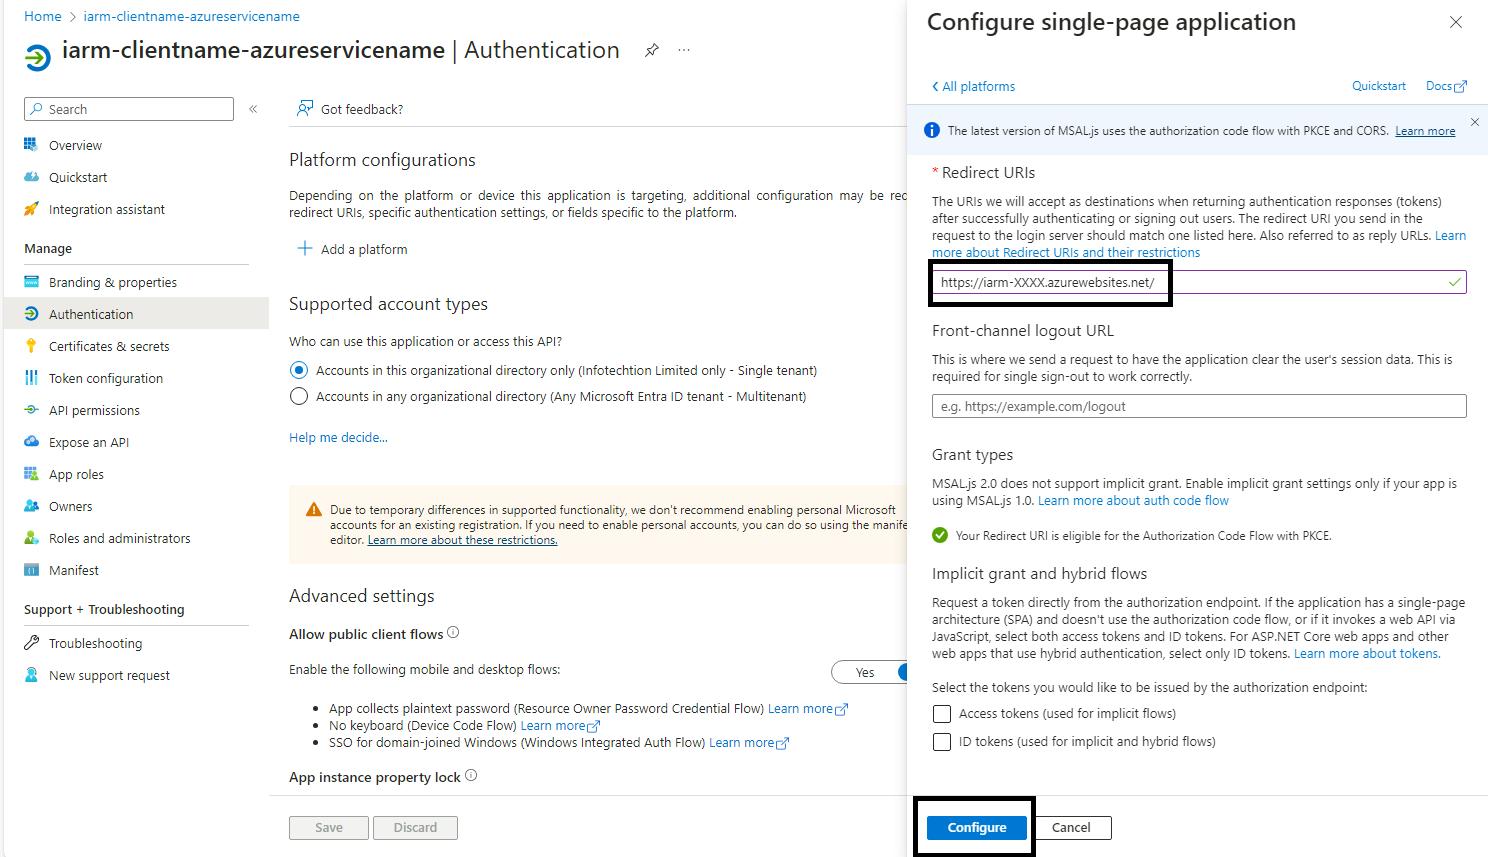 Home > iarm-clientname-azureservicename
iarm-clientname-azureservicename | Authentication
Search
Overview
Quickstart
Integration assistant
Manage
Branding & properties
Authentication
Certificates & secrets
Token configuration
API permissions
Expose an API
App roles
Owners
Roles and administrators
Manifest
Support + Troubleshooting
Troubleshooting
New support request
Got feedback?
Platform configurations
Depending on the platform or device this application is targeting, additional configuration may be rec
redirect URIs, specific authentication settings, or fields specific to the platform.
Add a platform
Supported account types
Who can use this application or access this API?
Accounts in this organizational directory only (Infotechtion Limited only - Single tenant)
Accounts in any organizational directory (Any Microsoft Entra ID tenant - Multitenant)
Help me decide...
Due to temporary differences in supported functionality, we don't recommend enabling personal Microsoft
accounts for an existing registration. If you need to enable personal accounts, you can do so using the manife
editor. Learn more about these restrictions.
Advanced settings
Allow public client flows
Enable the following mobile and desktop flows:
Yes
App collects plaintext password (Resource Owner Password Credential Flow) Learn more
No keyboard (Device Code Flow) Learn more
SSO for domain-joined Windows (Windows Integrated Auth Flow) Learn more
App instance property lock
Save
Discard
Configure single-page application
All platforms
Quickstart
Docs
The latest version of MSAL.js uses the authorization code flow with PKCE and CORS. Learn more
* Redirect URIs
The URIs we will accept as destinations when returning authentication responses (tokens)
after successfully authenticating or signing out users. The redirect URI you send in the
request to the login server should match one listed here. Also referred to as reply URLs. Learn
more about Redirect URIs and their restrictions
https://iarm-XXXX.azurewebsites.net/
Front-channel logout URL
This is where we send a request to have the application clear the user's session data. This is
required for single sign-out to work correctly.
e.g. https://example.com/logout
Grant types
MSAL.js 2.0 does not support implicit grant. Enable implicit grant settings only if your app is
using MSAL.js 1.0. Learn more about auth code flow
Your Redirect URI is eligible for the Authorization Code Flow with PKCE.
Implicit grant and hybrid flows
Request a token directly from the authorization endpoint. If the application has a single-page
architecture (SPA) and doesn't use the authorization code flow, or if it invokes a web API via
JavaScript, select both access tokens and ID tokens. For ASP.NET Core web apps and other
web apps that use hybrid authentication, select only ID tokens. Learn more about tokens.
Select the tokens you would like to be issued by the authorization endpoint:
Access tokens (used for implicit flows)
ID tokens (used for implicit and hybrid flows)
Configure
Cancel